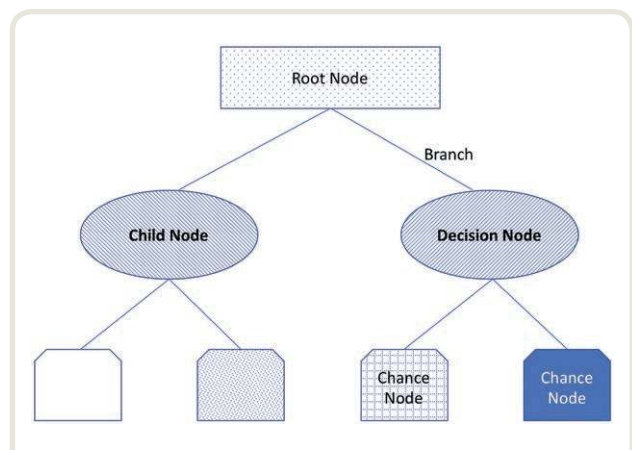 Root Node
Branch
Child Node
Decision Node
Chance
Node
Chance
Node